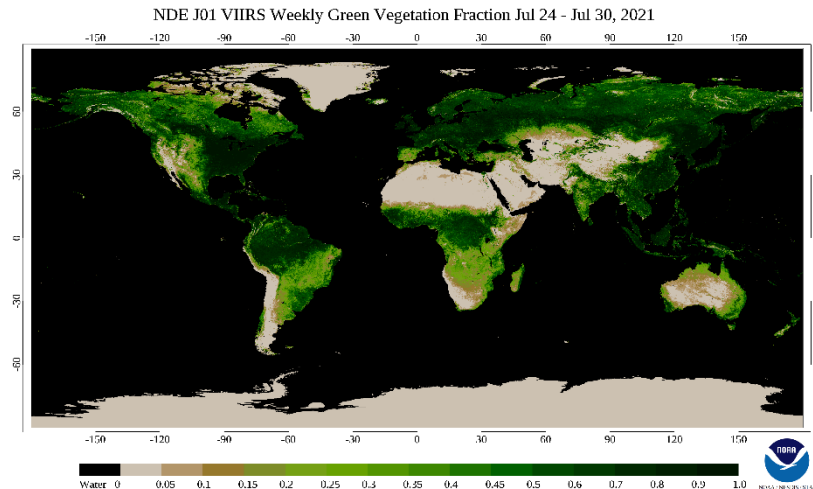 NDE J01 VIIRS Weekly Green Vegetation Fraction Jul 24 - Jul 30, 2021
-150 -120 -90 -60 -30 0 30 60 90 120 150
60
30
0
-30
-60
-150 -120 -90 -60 -30 0 30 60 90 120 150
Water 0 0.05 0.1 0.15 0.2 0.25 0.3 0.35 0.4 0.45 0.5 0.6 0.7 0.8 0.9 1.0
NOAA